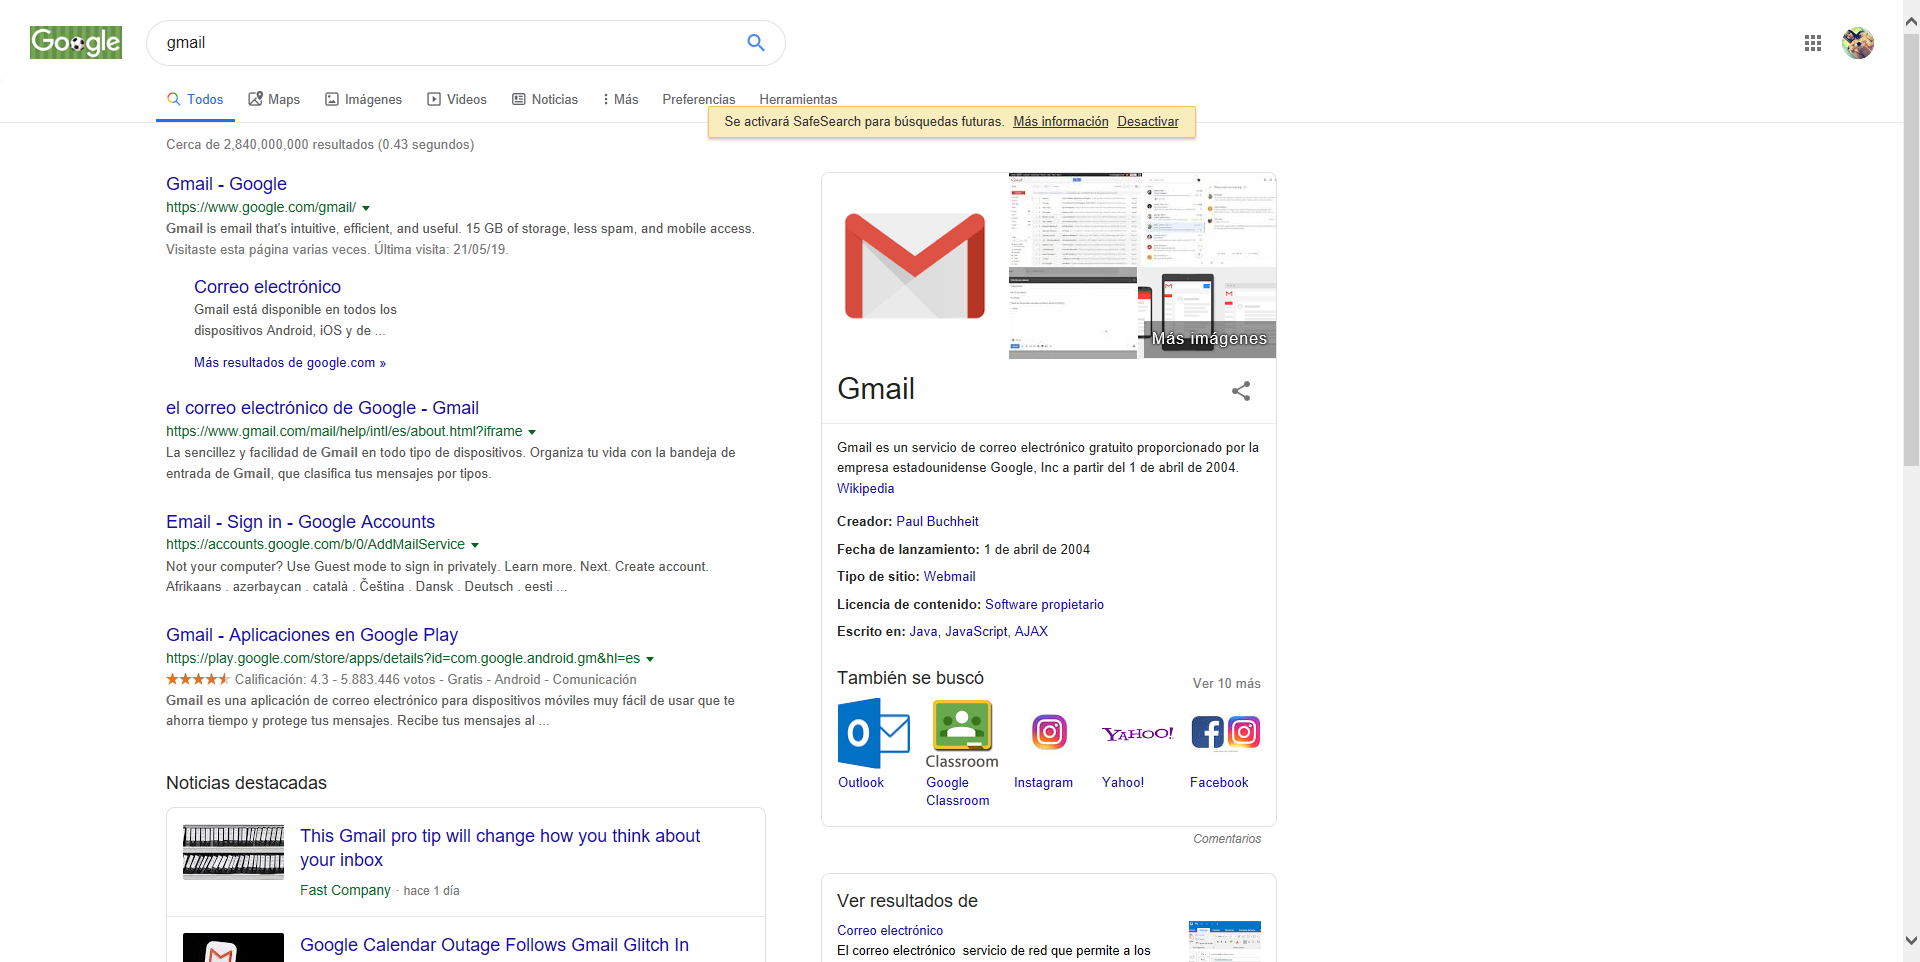 Google
gmail
Todos
Maps
Imágenes
Videos
Noticias
Más
Preferencias
Herramientas
Se activará SafeSearch para búsquedas futuras. Más información Desactivar
Cerca de 2,840,000,000 resultados (0.43 segundos)
Gmail - Google
https://www.google.com/gmail/
Gmail is email that's intuitive, efficient, and useful. 15 GB of storage, less spam, and mobile access.
Visitaste esta página varias veces. Última visita: 21/05/19.
Correo electrónico
Gmail está disponible en todos los
dispositivos Android, iOS y de ...
Más resultados de google.com »
el correo electrónico de Google - Gmail
https://www.gmail.com/mail/help/intl/es/about.html?iframe
La sencillez y facilidad de Gmail en todo tipo de dispositivos. Organiza tu vida con la bandeja de
entrada de Gmail, que clasifica tus mensajes por tipos.
Email - Sign in - Google Accounts
https://accounts.google.com/b/0/AddMailService
Not your computer? Use Guest mode to sign in privately. Learn more. Next. Create account.
Afrikaans . azərbaycan . català . Čeština . Dansk . Deutsch . eesti ...
Gmail - Aplicaciones en Google Play
https://play.google.com/store/apps/details?id=com.google.android.gm&hl=es
Calificación: 4.3 - 5.883.446 votos - Gratis - Android - Comunicación
Gmail es una aplicación de correo electrónico para dispositivos móviles muy fácil de usar que te
ahorra tiempo y protege tus mensajes. Recibe tus mensajes al ...
Noticias destacadas
This Gmail pro tip will change how you think about
your inbox
Fast Company · hace 1 día
Google Calendar Outage Follows Gmail Glitch In
Más imágenes
Gmail
Gmail es un servicio de correo electrónico gratuito proporcionado por la
empresa estadounidense Google, Inc a partir del 1 de abril de 2004.
Wikipedia
Creador: Paul Buchheit
Fecha de lanzamiento: 1 de abril de 2004
Tipo de sitio: Webmail
Licencia de contenido: Software propietario
Escrito en: Java, JavaScript, AJAX
También se buscó
Ver 10 más
Classroom
YAHOO!
Outlook
Google
Classroom
Instagram
Yahoo!
Facebook
Comentarios
Ver resultados de
Correo electrónico
El correo electrónico servicio de red que permite a los